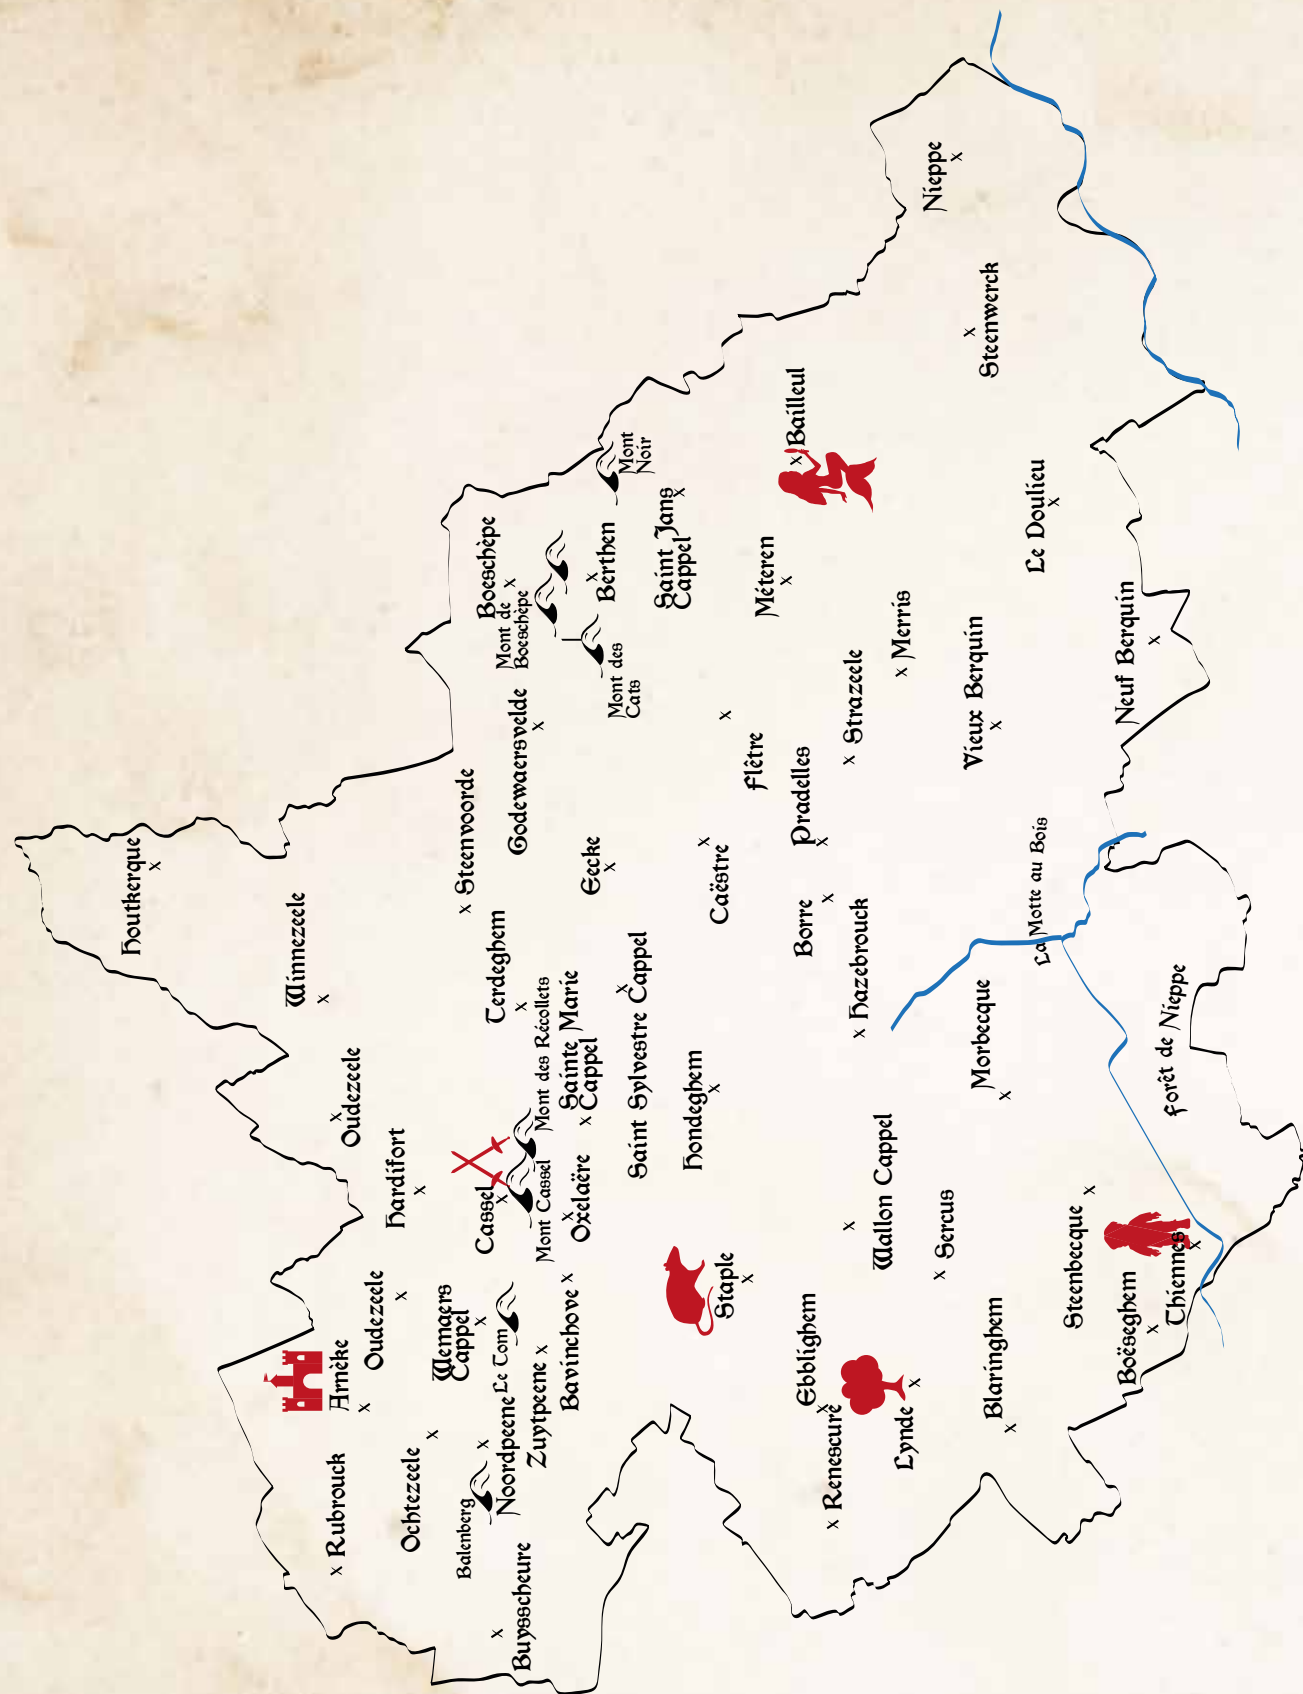 Houtkerque
Winnezeele
Oudezeele
Hardifort
Arnèke
Oudezeele
Rubrouck
Ochtezeele
Wemaers
Cappel
Le Tom
Balenberg
Noordpeene
Zuytpeene
Buysscheure
Bavinchove
Cassel
Mont Cassel
Mont des Récollets
Oxelaëre
Sainte Marie
Cappel
Terdeghem
Steenvoorde
Godewaersvelde
Eecke
Saint Sylvestre Cappel
Boeschèpe
Mont de
Boeschèpe
Mont des
Cats
Berthen
Mont
Noir
Saint Jans
Cappel
Bailleul
Méteren
Flêtre
Caëstre
Hondeghem
Staple
Strazeele
Pradelles
Borre
Hazebrouck
Merris
Vieux Berquin
Nieppe
Steenwerck
Le Doulieu
Neuf Berquin
La Motte au Bois
Morbecque
Forêt de Nieppe
Wallon Cappel
Sercus
Ebblighem
Renescure
Lynde
Blaringhem
Steenbecque
Boëseghem
Thiennes